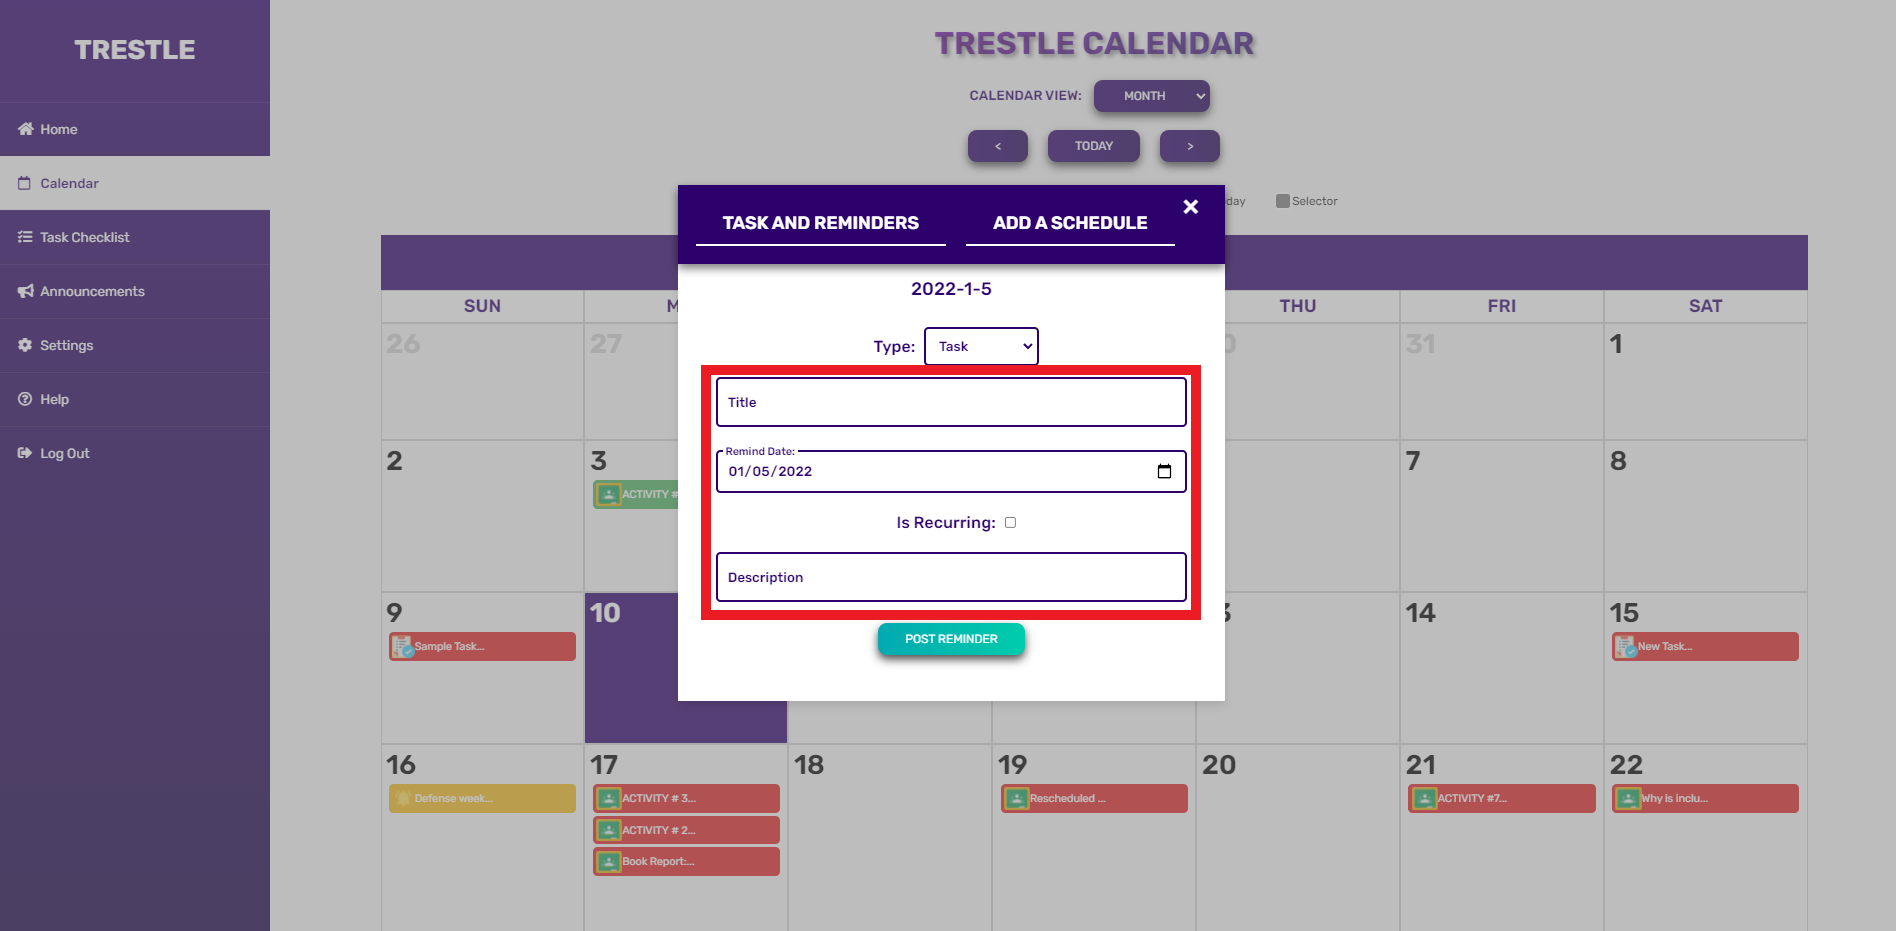 TRESTLE
Home
Calendar
Task Checklist
Announcements
Settings
Help
Log Out
TRESTLE CALENDAR
CALENDAR VIEW: MONTH
< TODAY >
day Selector
TASK AND REMINDERS ADD A SCHEDULE ×
2022-1-5
Type: Task
Title
Remind Date:
01/05/2022
Is Recurring:
Description
POST REMINDER
SUN M THU FRI SAT
26 27 31 1
2 3 7 8
ACTIVITY #
9 10 14 15
Sample Task... New Task...
16 17 18 19 20 21 22
Defense week... ACTIVITY # 3... Rescheduled ... ACTIVITY #7... Why is inclu...
ACTIVITY # 2...
Book Report:...